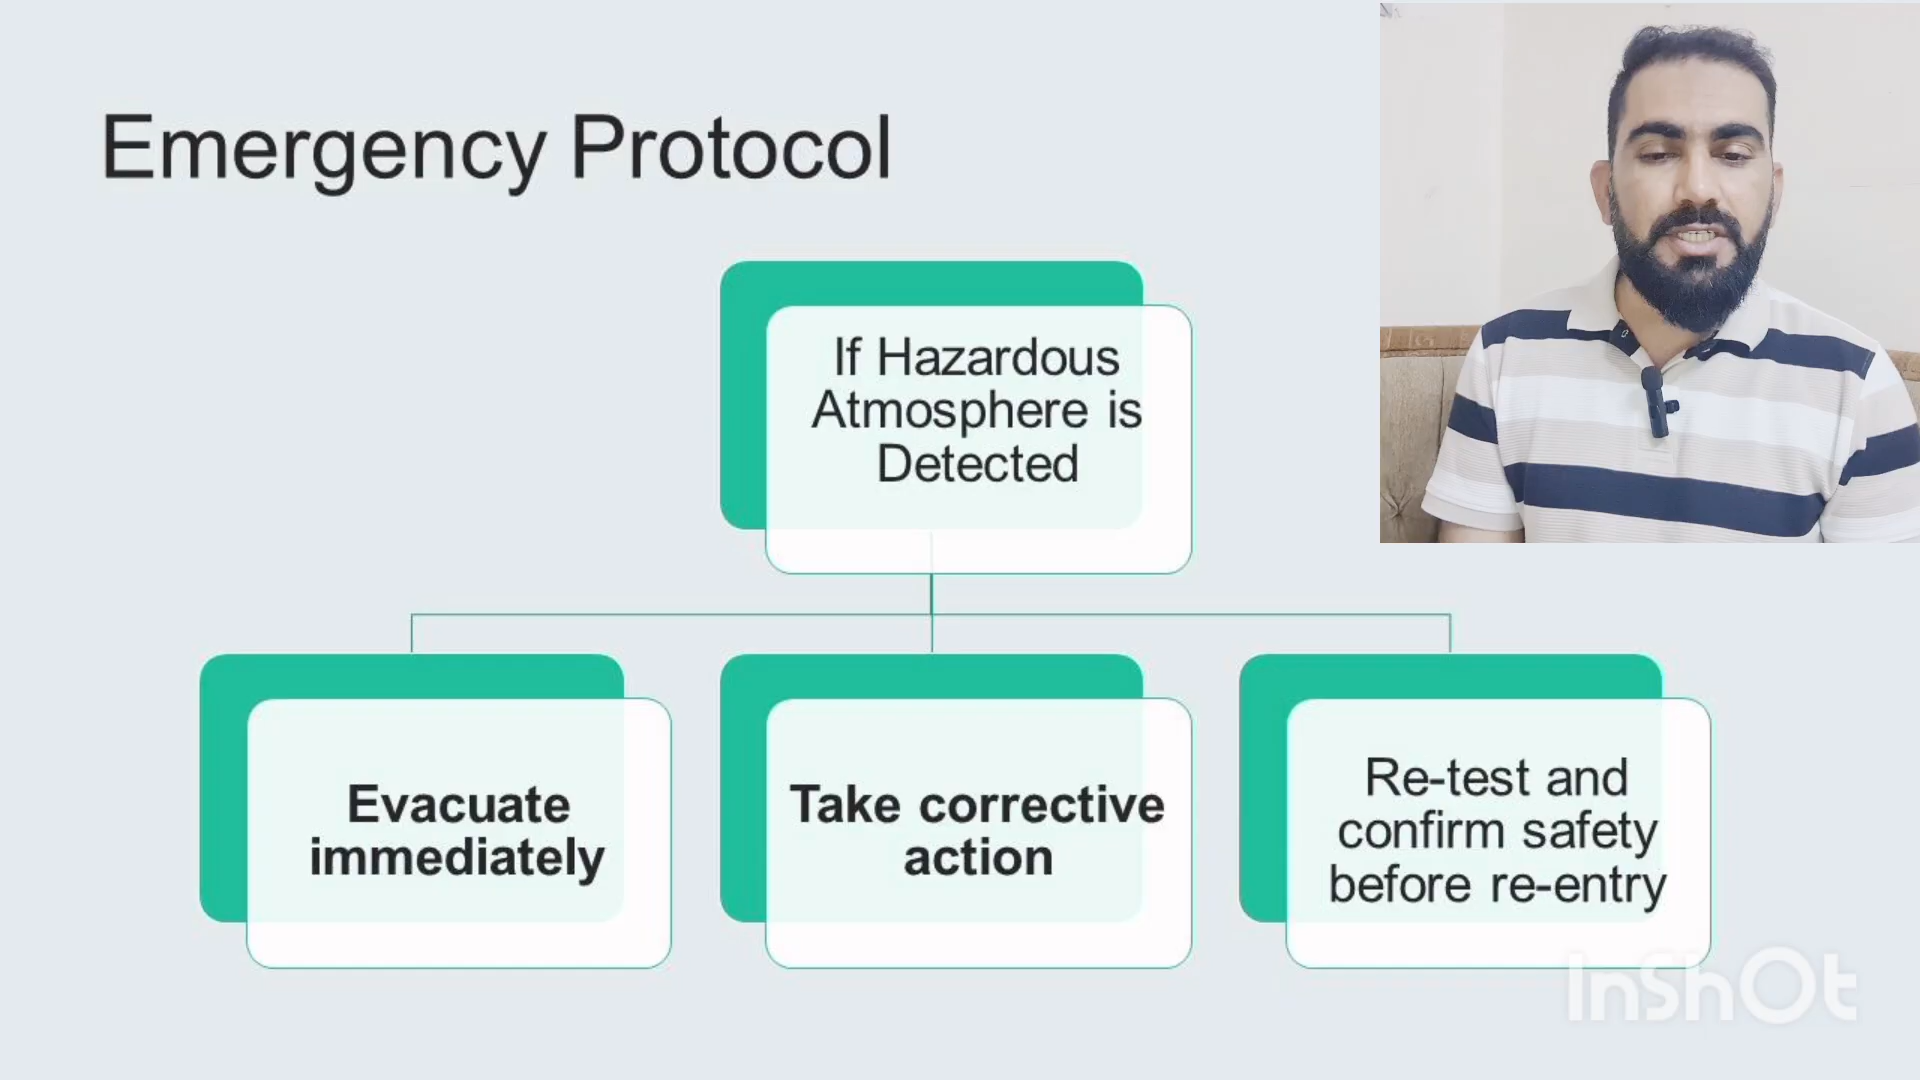 Emergency Protocol
If Hazardous
Atmosphere is
Detected
Evacuate
immediately
Take corrective
action
Re-test and
confirm safety
before re-entry
InShOt